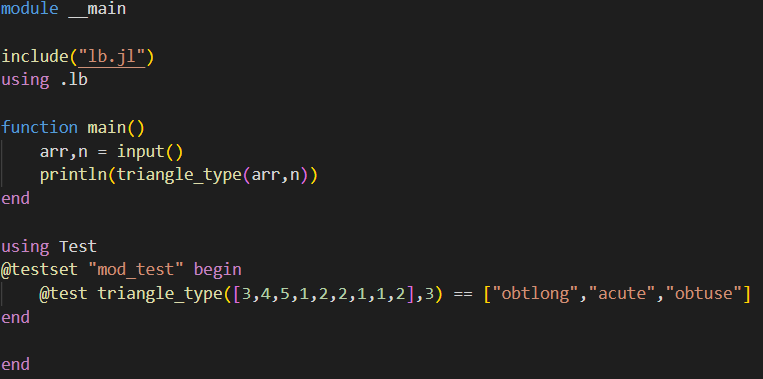 module __main
include("lb.jl")
using .lb
function main()
    arr,n = input()
    println(triangle_type(arr,n))
end
using Test
@testset "mod_test" begin
    @test triangle_type([3,4,5,1,2,2,1,1,2],3) == ["obtlong","acute","obtuse"]
end
end